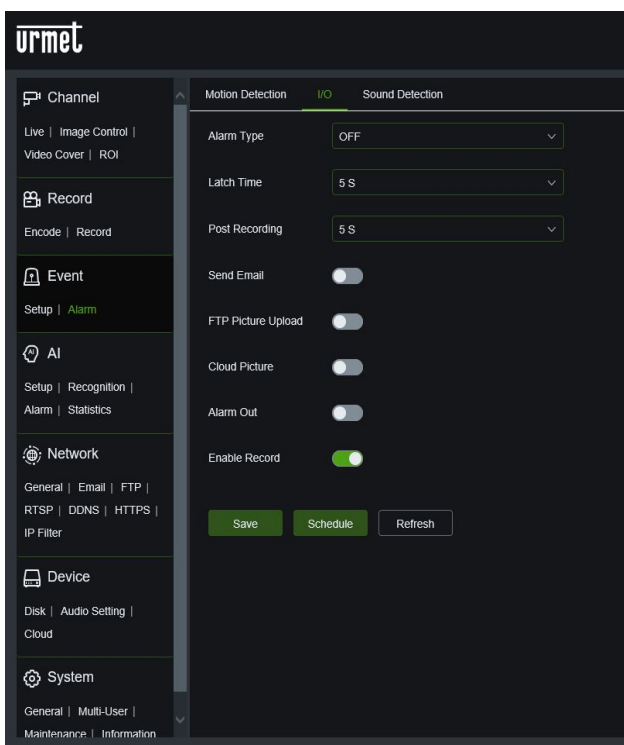 urmet
Channel
Live | Image Control |
Video Cover | ROI
Record
Encode | Record
Event
Setup | Alarm
AI
Setup | Recognition |
Alarm | Statistics
Network
General | Email | FTP |
RTSP | DDNS | HTTPS |
IP Filter
Device
Disk | Audio Setting |
Cloud
System
General | Multi-User |
Maintenance | Information
Motion Detection I/O Sound Detection
Alarm Type OFF
Latch Time 5 S
Post Recording 5 S
Send Email
FTP Picture Upload
Cloud Picture
Alarm Out
Enable Record
Save Schedule Refresh